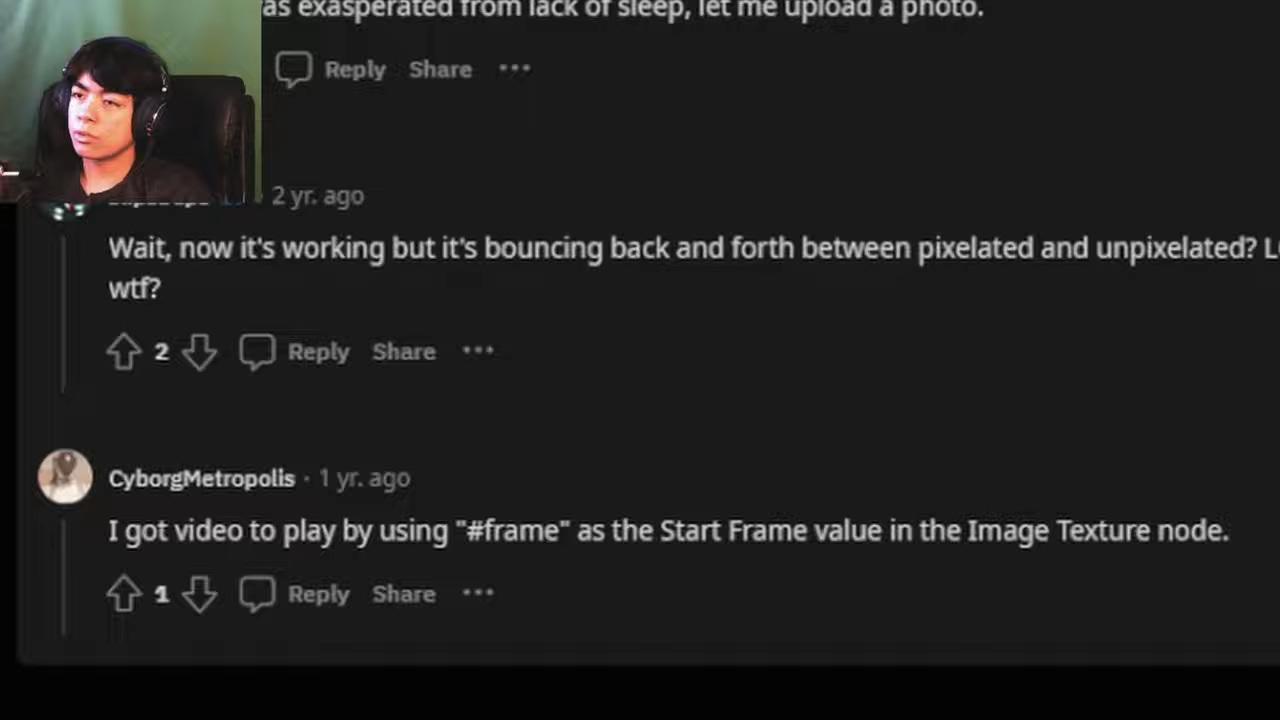 as exasperated from lack of sleep, let me upload a photo.
Reply Share
2 yr. ago
Wait, now it's working but it's bouncing back and forth between pixelated and unpixelated?
wtf?
2 Reply Share
CyborgMetropolis · 1 yr. ago
I got video to play by using "#frame" as the Start Frame value in the Image Texture node.
1 Reply Share